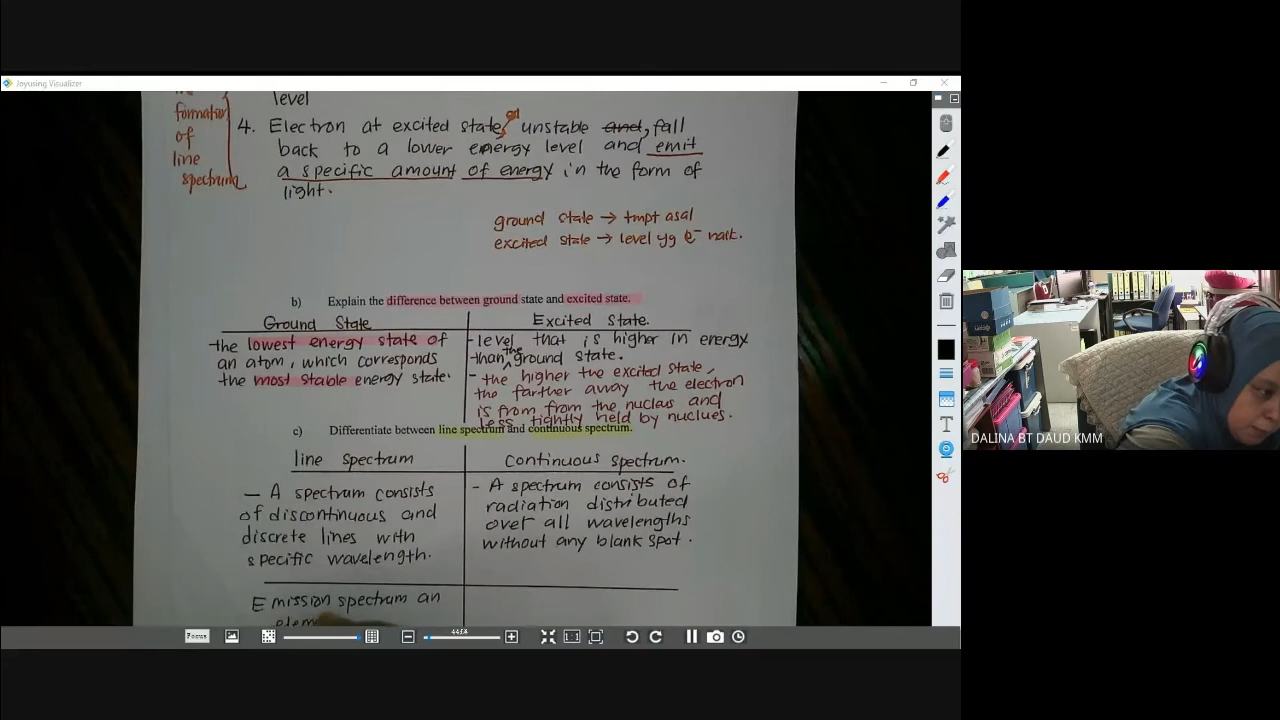 Joyusing Visualizer
level
formation
of
line
spectrum
4. Electron at excited state, unstable and, fall
back to a lower energy level and emit
a specific amount of energy in the form of
light.
ground state → tmpt asal
excited state → level yg e⁻ naik.
b) Explain the difference between ground state and excited state.
Ground State
the lowest energy state of
an atom, which corresponds
the most stable energy state.
Excited State.
- level that is higher in energy
than the ground state.
- the higher the excited state,
the farther away the electron
is from from the nucleus and
less tightly held by nuclues.
c) Differentiate between line spectrum and continuous spectrum.
line spectrum
- A spectrum consists
of discontinuous and
discrete lines with
specific wavelength.
Continuous spectrum.
- A spectrum consists of
radiation distributed
over all wavelengths
without any blank spot.
Emission spectrum an
elem
Focus
1:1
T
DALINA BT DAUD KMM